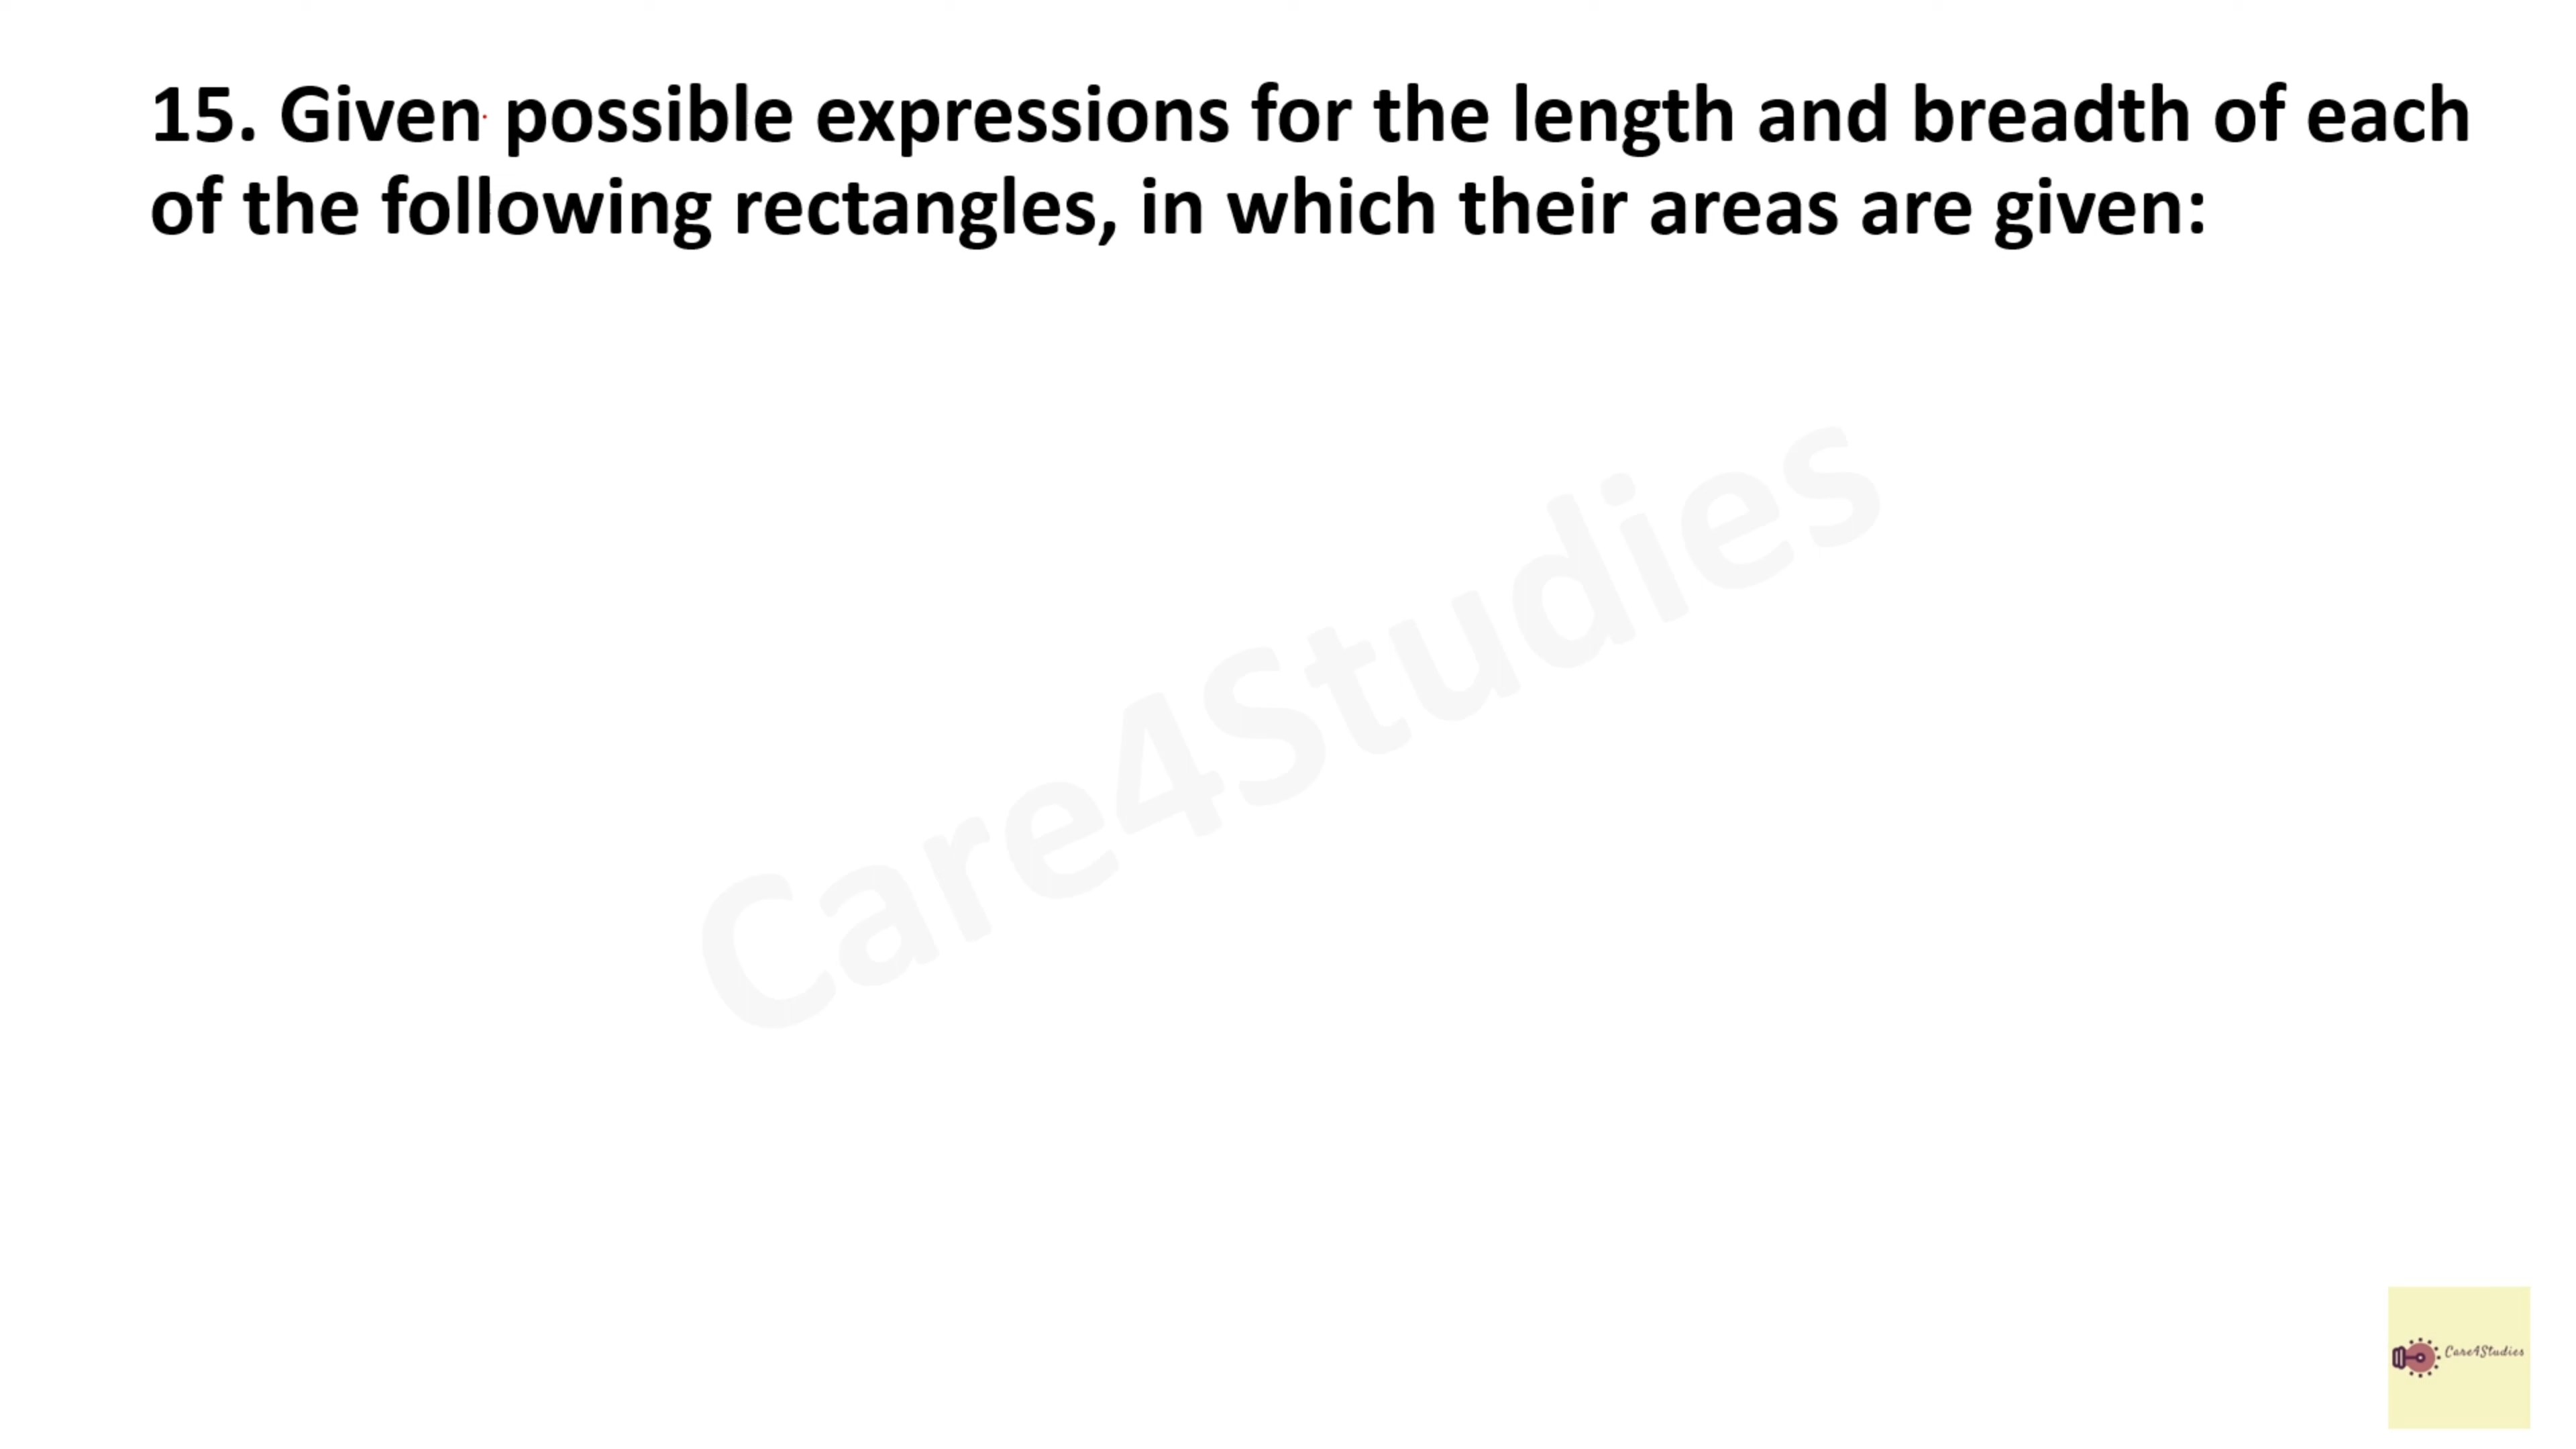 15. Given possible expressions for the length and breadth of each
of the following rectangles, in which their areas are given:
Care4Studies
Care4Studies